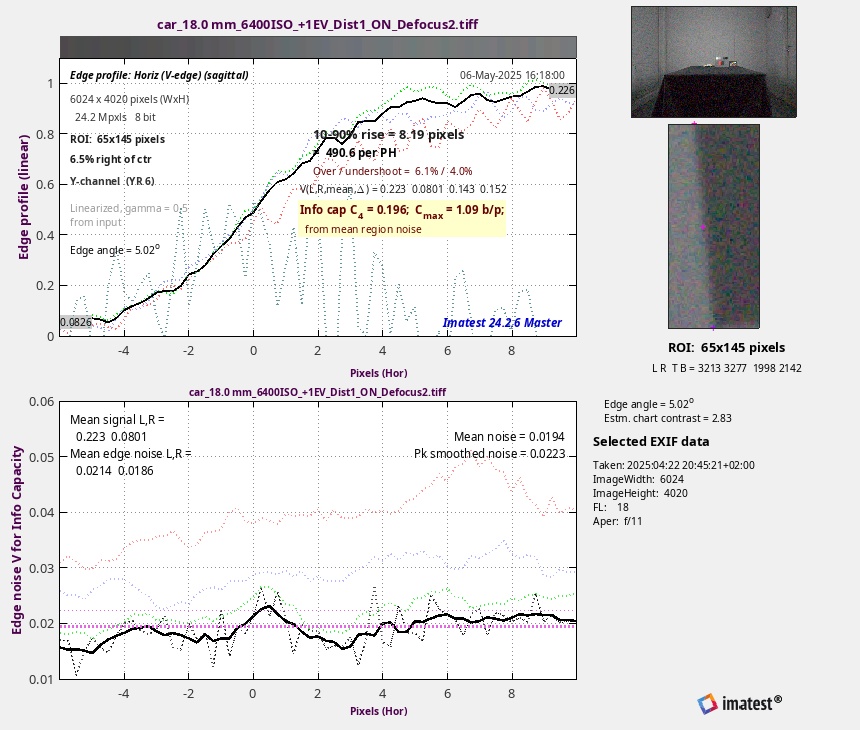 car_18.0 mm_6400ISO_+1EV_Dist1_ON_Defocus2.tiff
Edge profile: Horiz (V-edge) (sagittal)
06-May-2025 16:18:00
6024 x 4020 pixels (WxH)
24.2 Mpxls 8 bit
ROI: 65x145 pixels
6.5% right of ctr
Y-channel (YR6)
Linearized, gamma = 0.5
from input
Edge angle = 5.02°
0.226
10-90% rise = 8.19 pixels
= 490.6 per PH
Over / undershoot = 6.1% / 4.0%
V(L,R,mean,Δ) = 0.223 0.0801 0.143 0.152
Info cap C4 = 0.196; Cmax = 1.09 b/p;
from mean region noise
0.0826
Imatest 24.2.6 Master
Edge profile (linear)
1
0.8
0.6
0.4
0.2
0
-4 -2 0 2 4 6 8
Pixels (Hor)
ROI: 65x145 pixels
L R T B = 3213 3277 1998 2142
car_18.0 mm_6400ISO_+1EV_Dist1_ON_Defocus2.tiff
Edge noise V for Info Capacity
0.06
0.05
0.04
0.03
0.02
0.01
Mean signal L,R =
0.223 0.0801
Mean edge noise L,R =
0.0214 0.0186
Mean noise = 0.0194
Pk smoothed noise = 0.0223
-4 -2 0 2 4 6 8
Pixels (Hor)
Edge angle = 5.02°
Estm. chart contrast = 2.83
Selected EXIF data
Taken: 2025:04:22 20:45:21+02:00
ImageWidth: 6024
ImageHeight: 4020
FL: 18
Aper: f/11
imatest®